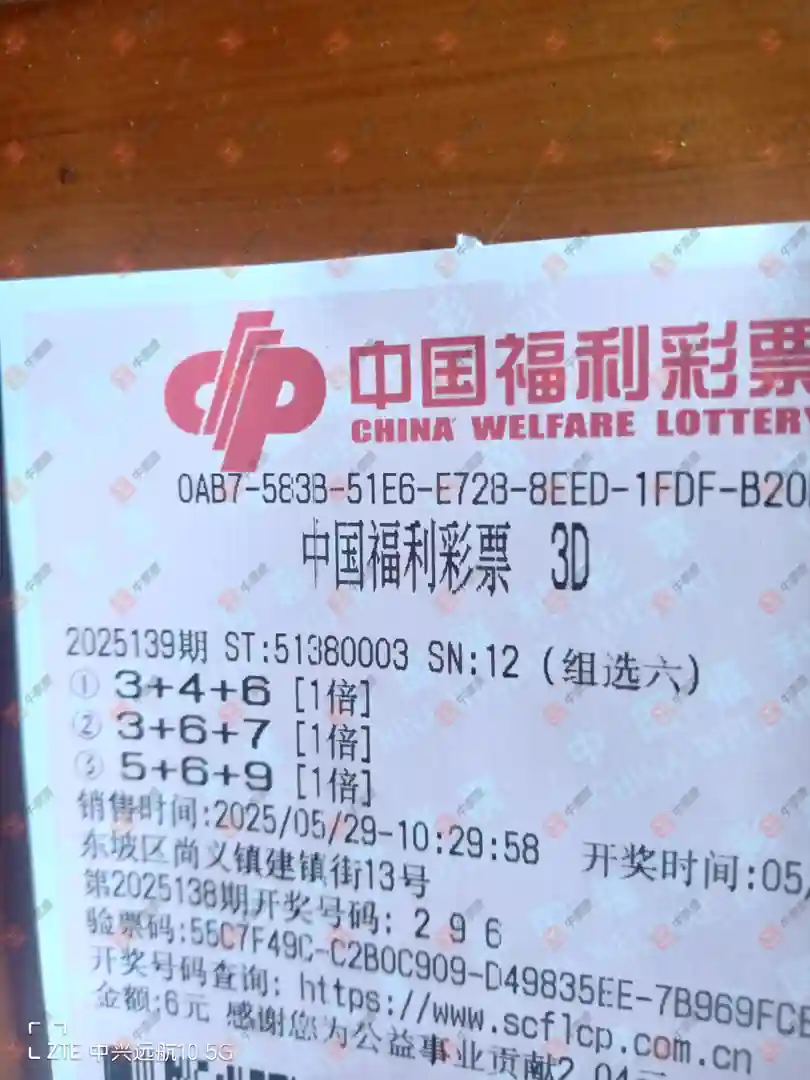 中国福利彩票
CHINA WELFARE LOTTERY
0AB7-583B-51E6-E728-8EED-1FDF-B20
中国福利彩票 3D
2025139期 ST:51380003 SN:12 (组选六)
① 3+4+6 [1倍]
② 3+6+7 [1倍]
③ 5+6+9 [1倍]
销售时间:2025/05/29-10:29:58 开奖时间:05/
东坡区尚义镇建镇街13号
第2025138期开奖号码: 2 9 6
验票码:55C7F49C-C2B0C909-D49835EE-7B969FCE
开奖号码查询: https://www.scflcp.com.cn
金额:6元 感谢您为公益事业贡献2.04元
ZTE 中兴远航10 5G